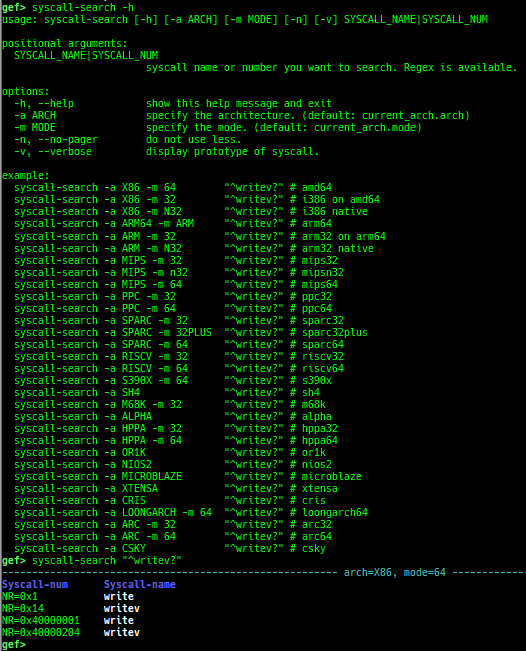 gef> syscall-search -h
usage: syscall-search [-h] [-a ARCH] [-m MODE] [-n] [-v] SYSCALL_NAME|SYSCALL_NUM
positional arguments:
SYSCALL_NAME|SYSCALL_NUM
syscall name or number you want to search. Regex is available.
options:
-h, --help show this help message and exit
-a ARCH specify the architecture. (default: current_arch.arch)
-m MODE specify the mode. (default: current_arch.mode)
-n, --no-pager do not use less.
-v, --verbose display prototype of syscall.
example:
syscall-search -a X86 -m 64 "^writev?" # amd64
syscall-search -a X86 -m 32 "^writev?" # i386 on amd64
syscall-search -a X86 -m N32 "^writev?" # i386 native
syscall-search -a ARM64 -m ARM "^writev?" # arm64
syscall-search -a ARM -m 32 "^writev?" # arm32 on arm64
syscall-search -a ARM -m N32 "^writev?" # arm32 native
syscall-search -a MIPS -m 32 "^writev?" # mips32
syscall-search -a MIPS -m n32 "^writev?" # mipsn32
syscall-search -a MIPS -m 64 "^writev?" # mips64
syscall-search -a PPC -m 32 "^writev?" # ppc32
syscall-search -a PPC -m 64 "^writev?" # ppc64
syscall-search -a SPARC -m 32 "^writev?" # sparc32
syscall-search -a SPARC -m 32PLUS "^writev?" # sparc32plus
syscall-search -a SPARC -m 64 "^writev?" # sparc64
syscall-search -a RISCV -m 32 "^writev?" # riscv32
syscall-search -a RISCV -m 64 "^writev?" # riscv64
syscall-search -a S390X -m 64 "^writev?" # s390x
syscall-search -a SH4 "^writev?" # sh4
syscall-search -a M68K -m 32 "^writev?" # m68k
syscall-search -a ALPHA "^writev?" # alpha
syscall-search -a HPPA -m 32 "^writev?" # hppa32
syscall-search -a HPPA -m 64 "^writev?" # hppa64
syscall-search -a OR1K "^writev?" # or1k
syscall-search -a NIOS2 "^writev?" # nios2
syscall-search -a MICROBLAZE "^writev?" # microblaze
syscall-search -a XTENSA "^writev?" # xtensa
syscall-search -a CRIS "^writev?" # cris
syscall-search -a LOONGARCH -m 64 "^writev?" # loongarch64
syscall-search -a ARC -m 32 "^writev?" # arc32
syscall-search -a ARC -m 64 "^writev?" # arc64
syscall-search -a CSKY "^writev?" # csky
gef> syscall-search "^writev?"
arch=X86, mode=64
Syscall-num Syscall-name
NR=0x1 write
NR=0x14 writev
NR=0x40000001 write
NR=0x40000204 writev
gef>